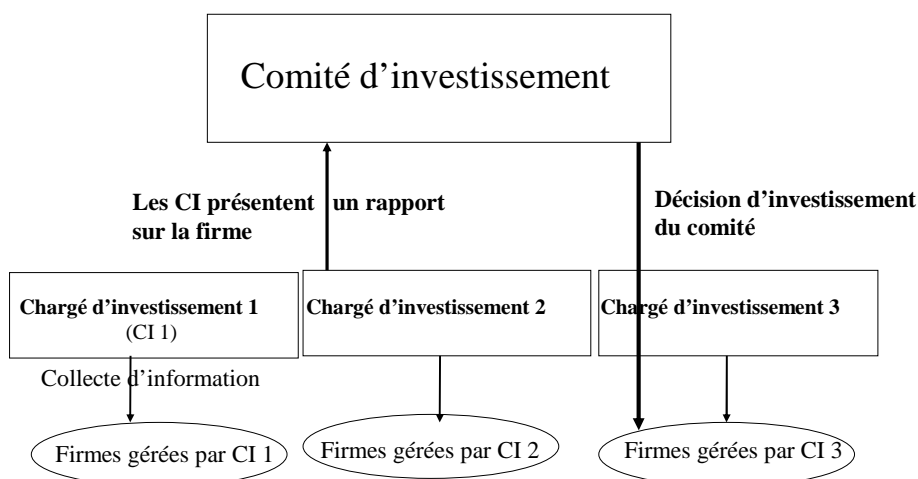 Comité d’investissement
Les CI présentent un rapport
sur la firme
Décision d’investissement
du comité
Chargé d’investissement 1
(CI 1)
Chargé d’investissement 2
Chargé d’investissement 3
Collecte d’information
Firmes gérées par CI 1
Firmes gérées par CI 2
Firmes gérées par CI 3